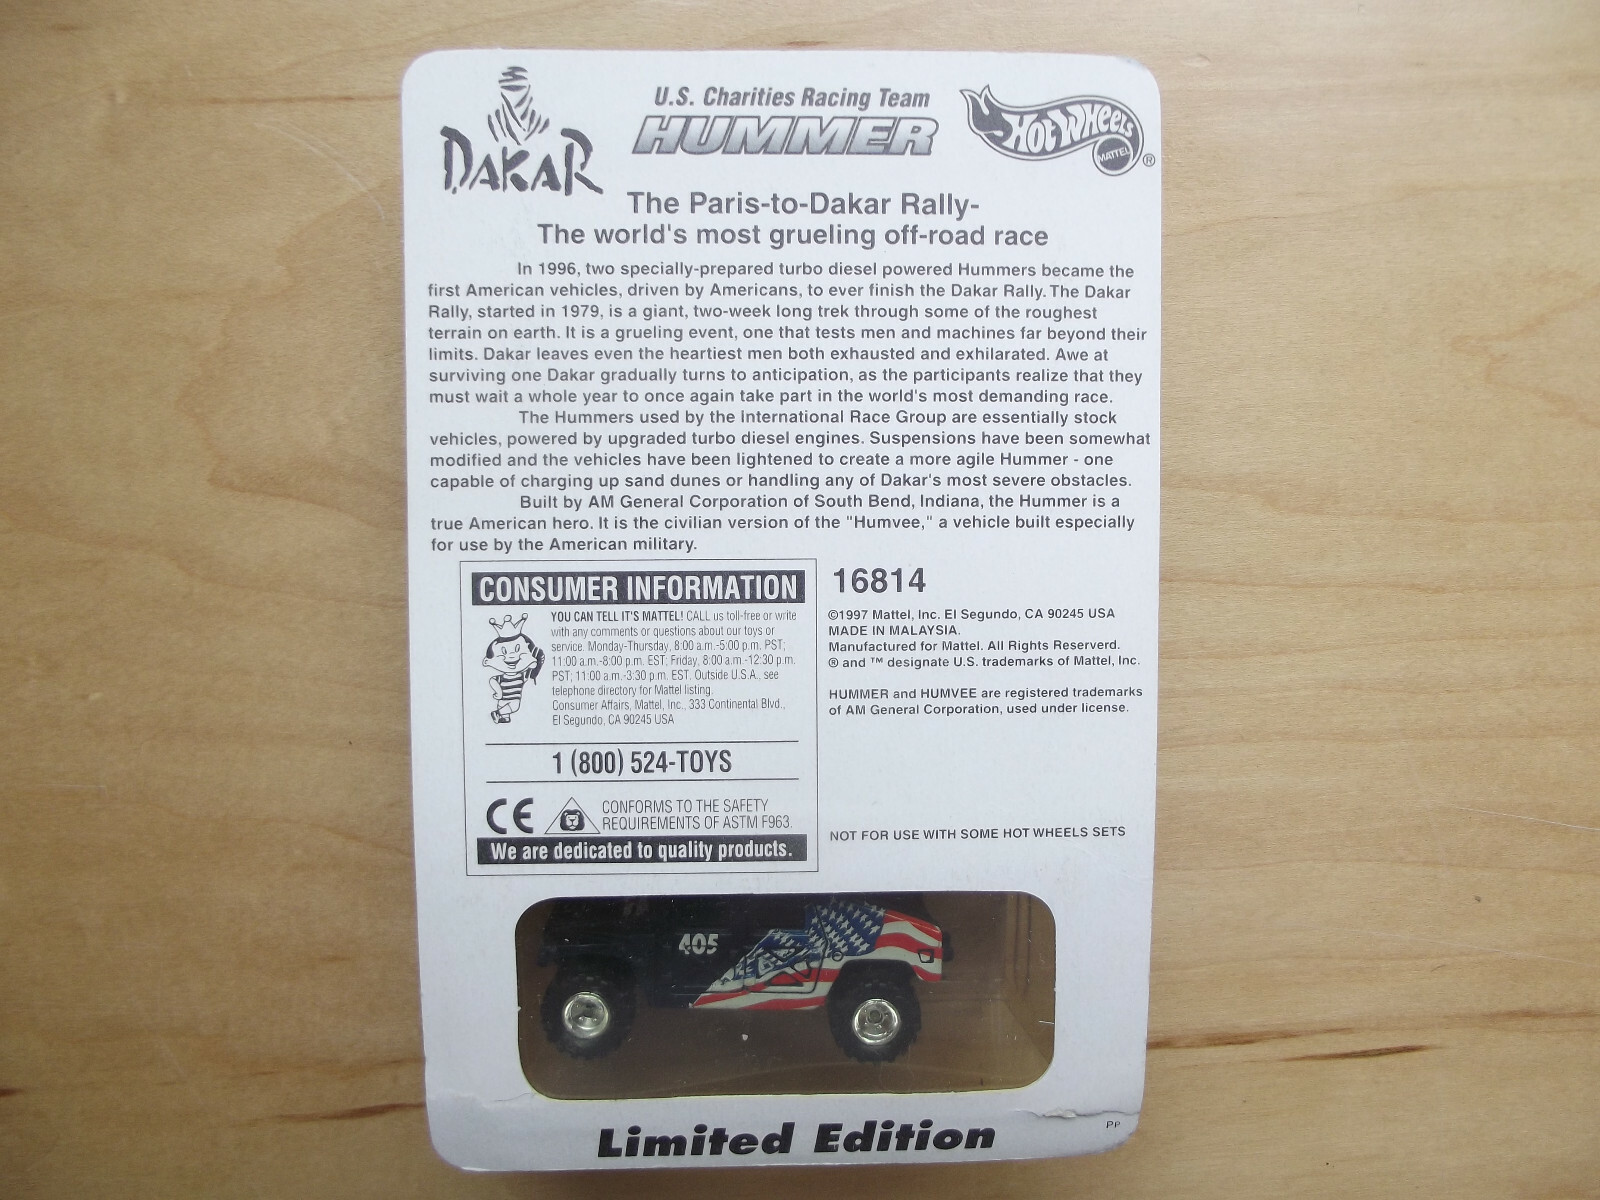 DAKAR
U.S. Charities Racing Team
HUMMER
HOT WHEELS
MATTEL
®
The Paris-to-Dakar Rally-
The world's most grueling off-road race
In 1996, two specially-prepared turbo diesel powered Hummers became the
first American vehicles, driven by Americans, to ever finish the Dakar Rally. The Dakar
Rally, started in 1979, is a giant, two-week long trek through some of the roughest
terrain on earth. It is a grueling event, one that tests men and machines far beyond their
limits. Dakar leaves even the heartiest men both exhausted and exhilarated. Awe at
surviving one Dakar gradually turns to anticipation, as the participants realize that they
must wait a whole year to once again take part in the world's most demanding race.
The Hummers used by the International Race Group are essentially stock
vehicles, powered by upgraded turbo diesel engines. Suspensions have been somewhat
modified and the vehicles have been lightened to create a more agile Hummer - one
capable of charging up sand dunes or handling any of Dakar's most severe obstacles.
Built by AM General Corporation of South Bend, Indiana, the Hummer is a
true American hero. It is the civilian version of the "Humvee," a vehicle built especially
for use by the American military.
CONSUMER INFORMATION
YOU CAN TELL IT'S MATTEL! CALL us toll-free or write
with any comments or questions about our toys or
service. Monday-Thursday, 8:00 a.m.-5:00 p.m. PST;
11:00 a.m.-8:00 p.m. EST; Friday, 8:00 a.m.-12:30 p.m.
PST; 11:00 a.m.-3:30 p.m. EST. Outside U.S.A., see
telephone directory for Mattel listing.
Consumer Affairs, Mattel, Inc., 333 Continental Blvd.,
El Segundo, CA 90245 USA
1 (800) 524-TOYS
CE
CONFORMS TO THE SAFETY
REQUIREMENTS OF ASTM F963.
We are dedicated to quality products.
16814
©1997 Mattel, Inc. El Segundo, CA 90245 USA
MADE IN MALAYSIA.
Manufactured for Mattel. All Rights Reserverd.
® and ™ designate U.S. trademarks of Mattel, Inc.
HUMMER and HUMVEE are registered trademarks
of AM General Corporation, used under license.
NOT FOR USE WITH SOME HOT WHEELS SETS
405
Limited Edition
PP